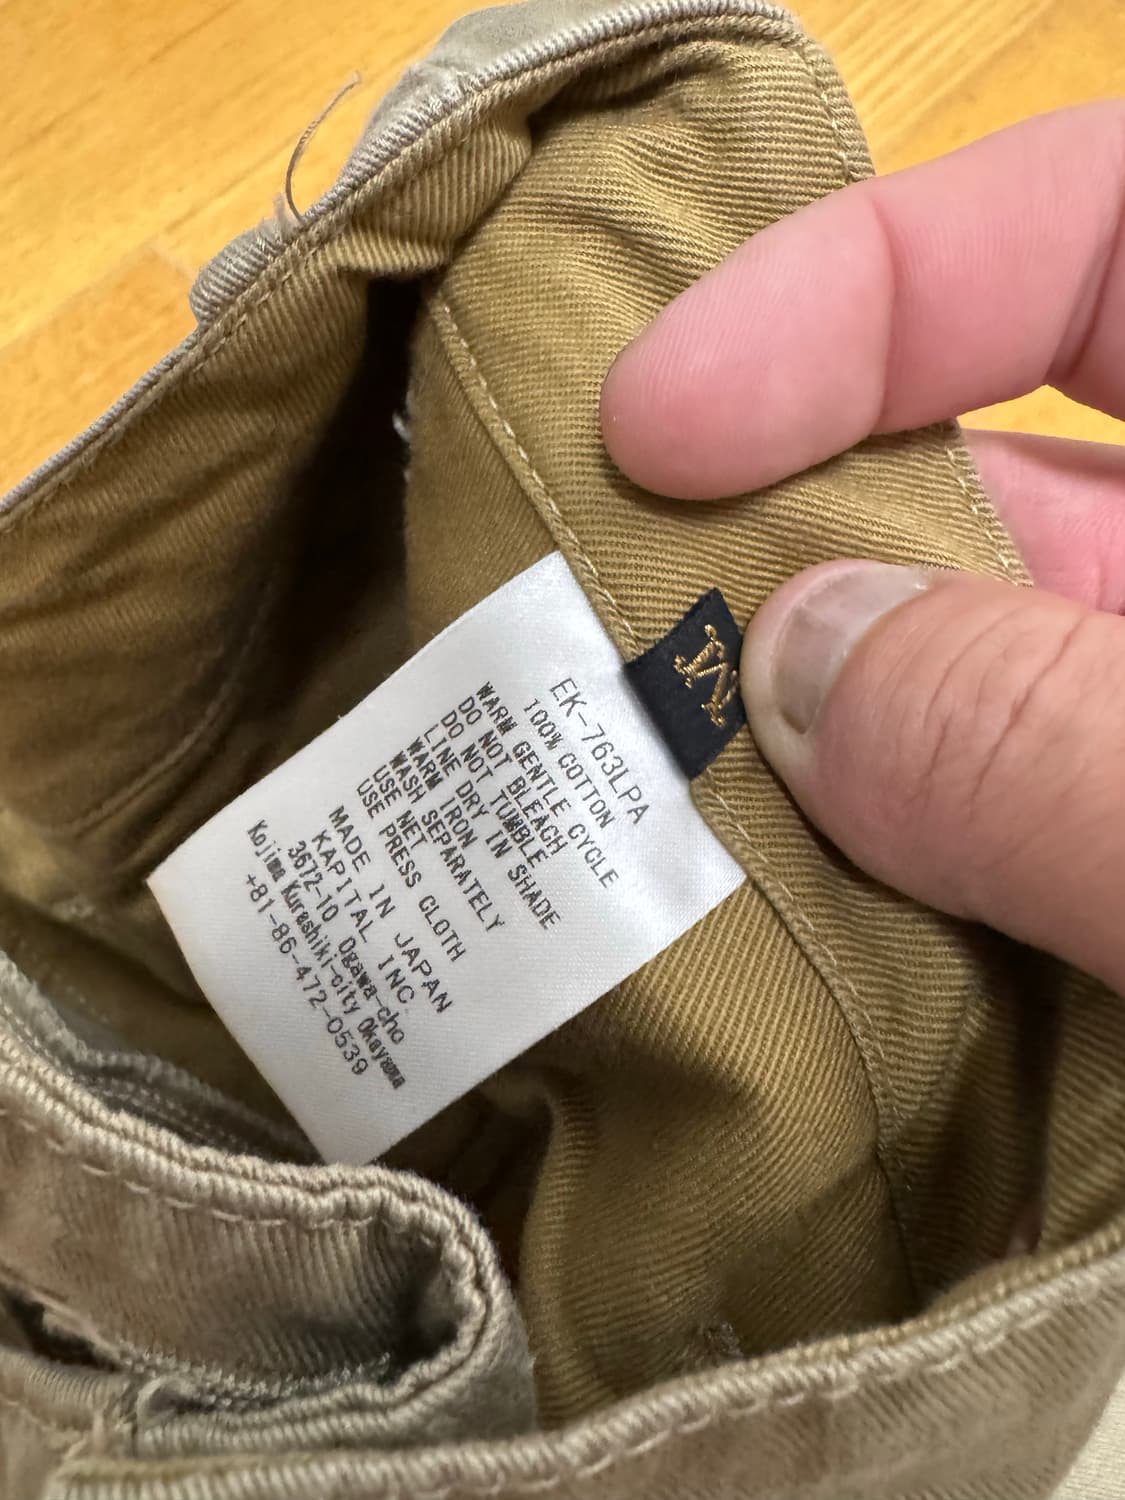 EK-763LPA
100% COTTON
WARM GENTLE CYCLE
DO NOT BLEACH
DO NOT TUMBLE
LINE DRY IN SHADE
WARM IRON
WASH SEPARATELY
USE NET
USE PRESS CLOTH
MADE IN JAPAN
KAPITAL INC.
3672-10 Ogawa-cho
Kojima Kurashiki-city Okayama
+81-86-472-0539
M